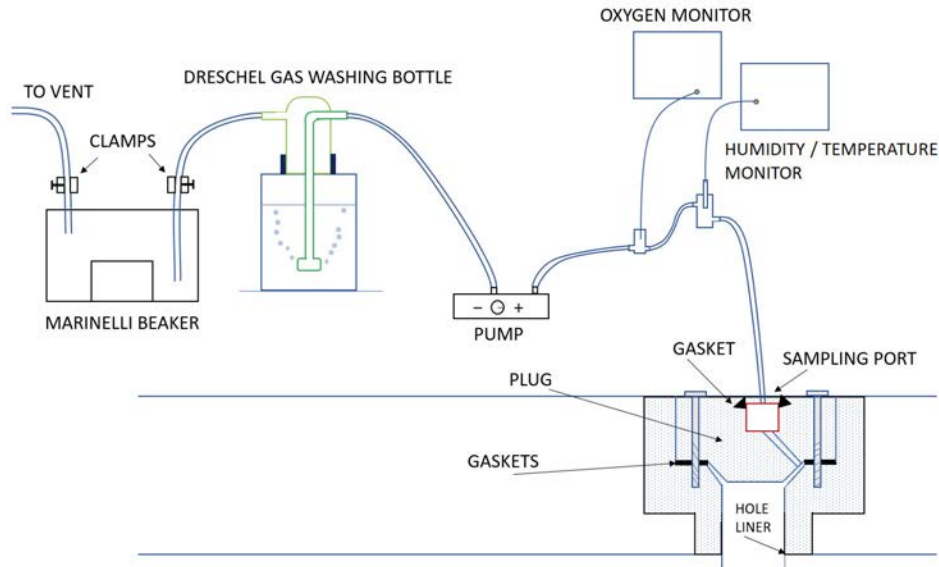 OXYGEN MONITOR
DRESCHEL GAS WASHING BOTTLE
TO VENT
CLAMPS
HUMIDITY / TEMPERATURE
MONITOR
MARINELLI BEAKER
− +
PUMP
GASKET
SAMPLING PORT
PLUG
GASKETS
HOLE
LINER